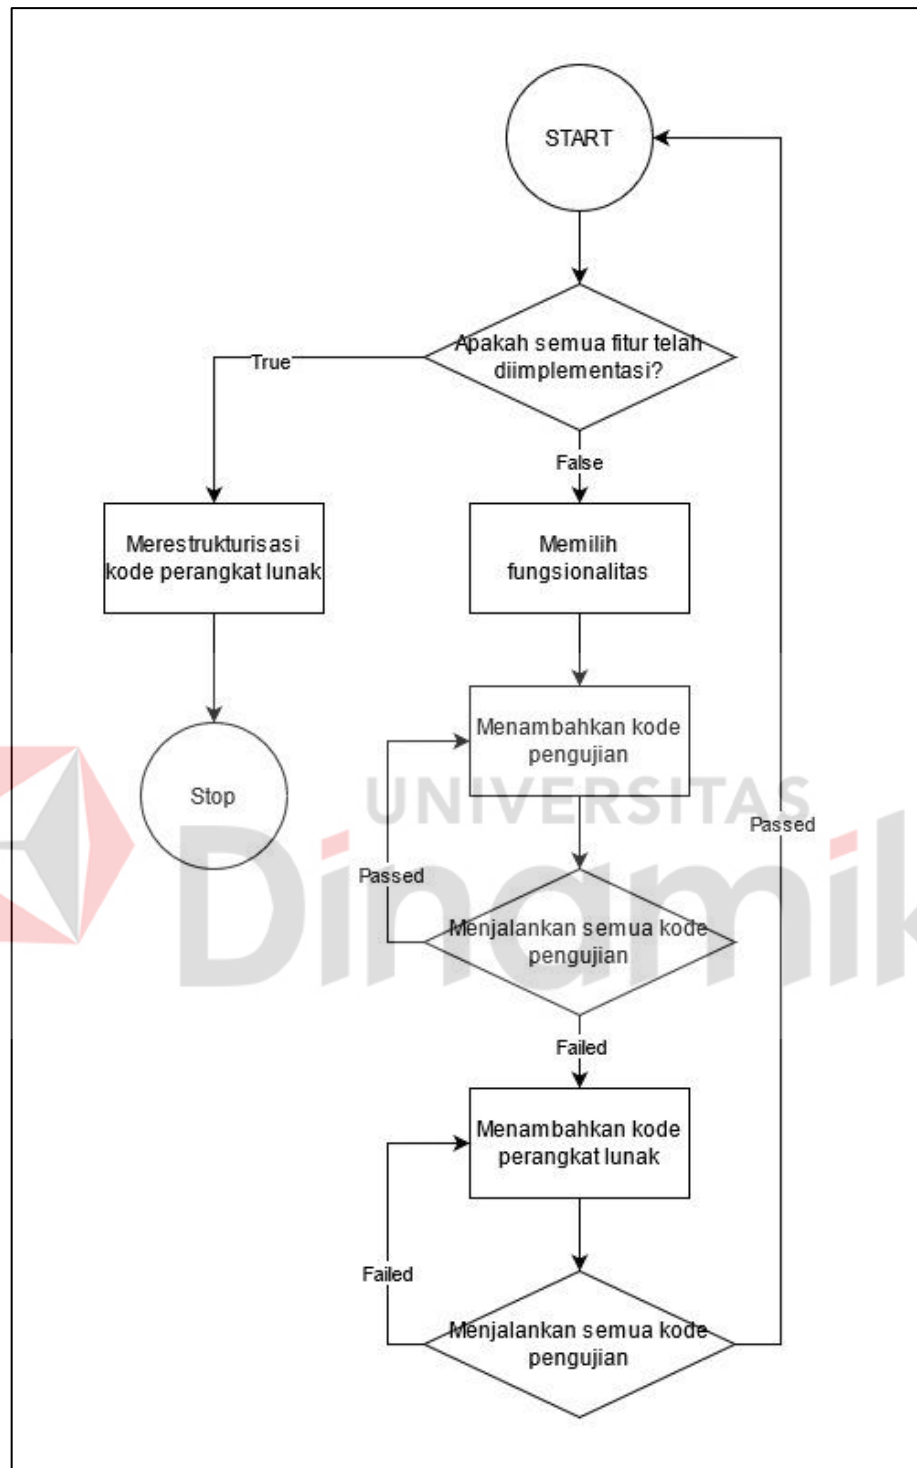 START
Apakah semua fitur telah
diimplementasi?
True
False
Merestrukturisasi
kode perangkat lunak
Memilih
fungsionalitas
Menambahkan kode
pengujian
Stop
UNIVERSITAS
Dinamik
Passed
Passed
Menjalankan semua kode
pengujian
Failed
Menambahkan kode
perangkat lunak
Failed
Menjalankan semua kode
pengujian